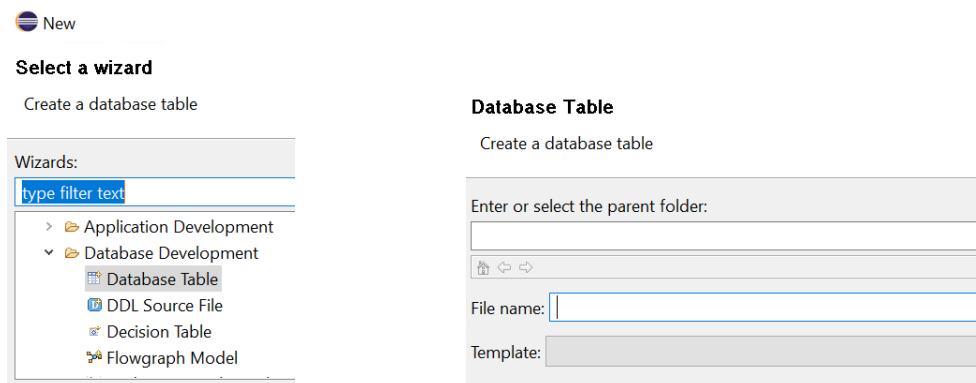 New
Select a wizard
Create a database table
Wizards:
type filter text
Application Development
Database Development
Database Table
DDL Source File
Decision Table
Flowgraph Model
Database Table
Create a database table
Enter or select the parent folder:
File name:
Template: